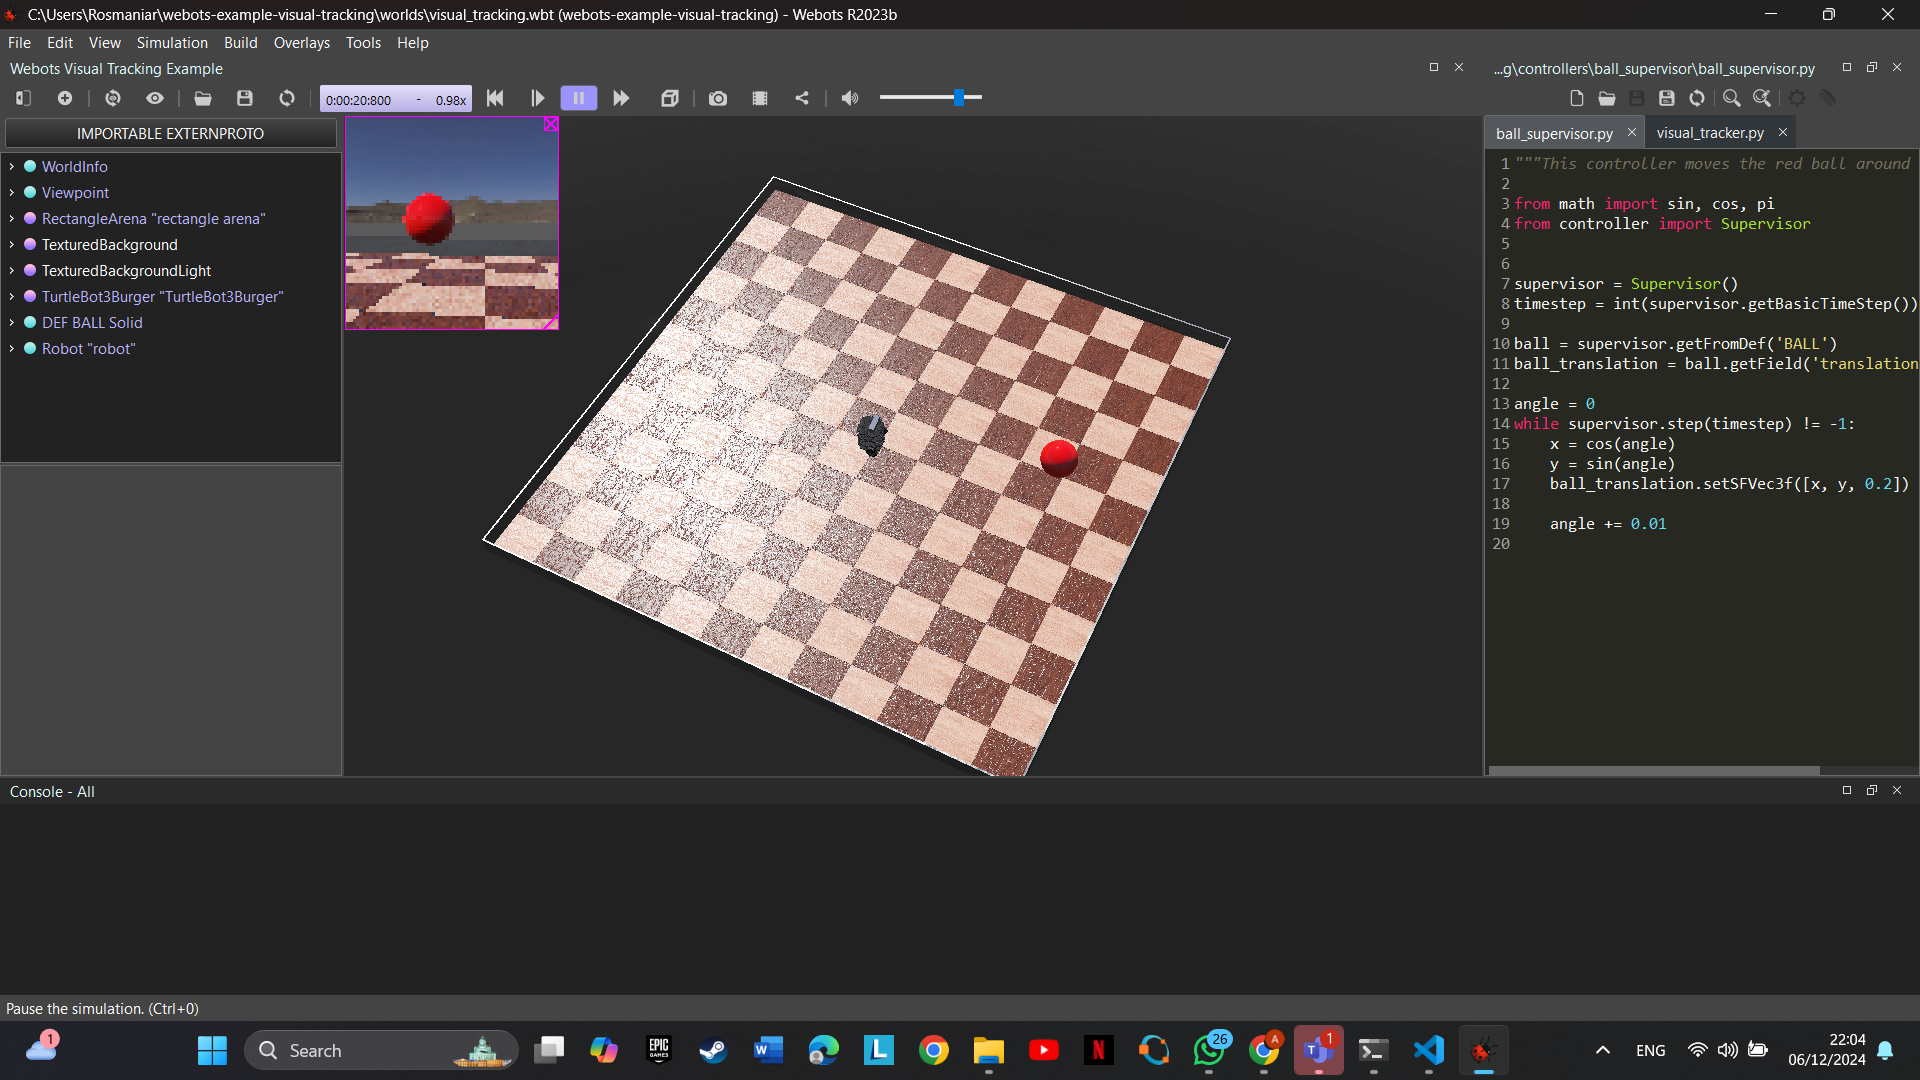 C:\Users\Rosmaniar\webots-example-visual-tracking\worlds\visual_tracking.wbt (webots-example-visual-tracking) - Webots R2023b
File Edit View Simulation Build Overlays Tools Help
Webots Visual Tracking Example
0:00:20:800 - 0.98x
IMPORTABLE EXTERNPROTO
WorldInfo
Viewpoint
RectangleArena "rectangle arena"
TexturedBackground
TexturedBackgroundLight
TurtleBot3Burger "TurtleBot3Burger"
DEF BALL Solid
Robot "robot"
...g\controllers\ball_supervisor\ball_supervisor.py
ball_supervisor.py visual_tracker.py
1 """This controller moves the red ball around
2
3 from math import sin, cos, pi
4 from controller import Supervisor
5
6
7 supervisor = Supervisor()
8 timestep = int(supervisor.getBasicTimeStep())
9
10 ball = supervisor.getFromDef('BALL')
11 ball_translation = ball.getField('translation
12
13 angle = 0
14 while supervisor.step(timestep) != -1:
15     x = cos(angle)
16     y = sin(angle)
17     ball_translation.setSFVec3f([x, y, 0.2])
18
19     angle += 0.01
20
Console - All
Pause the simulation. (Ctrl+0)
1
Search
EPIC GAMES
W
L
N
26
A
T 1
ENG
22:04
06/12/2024